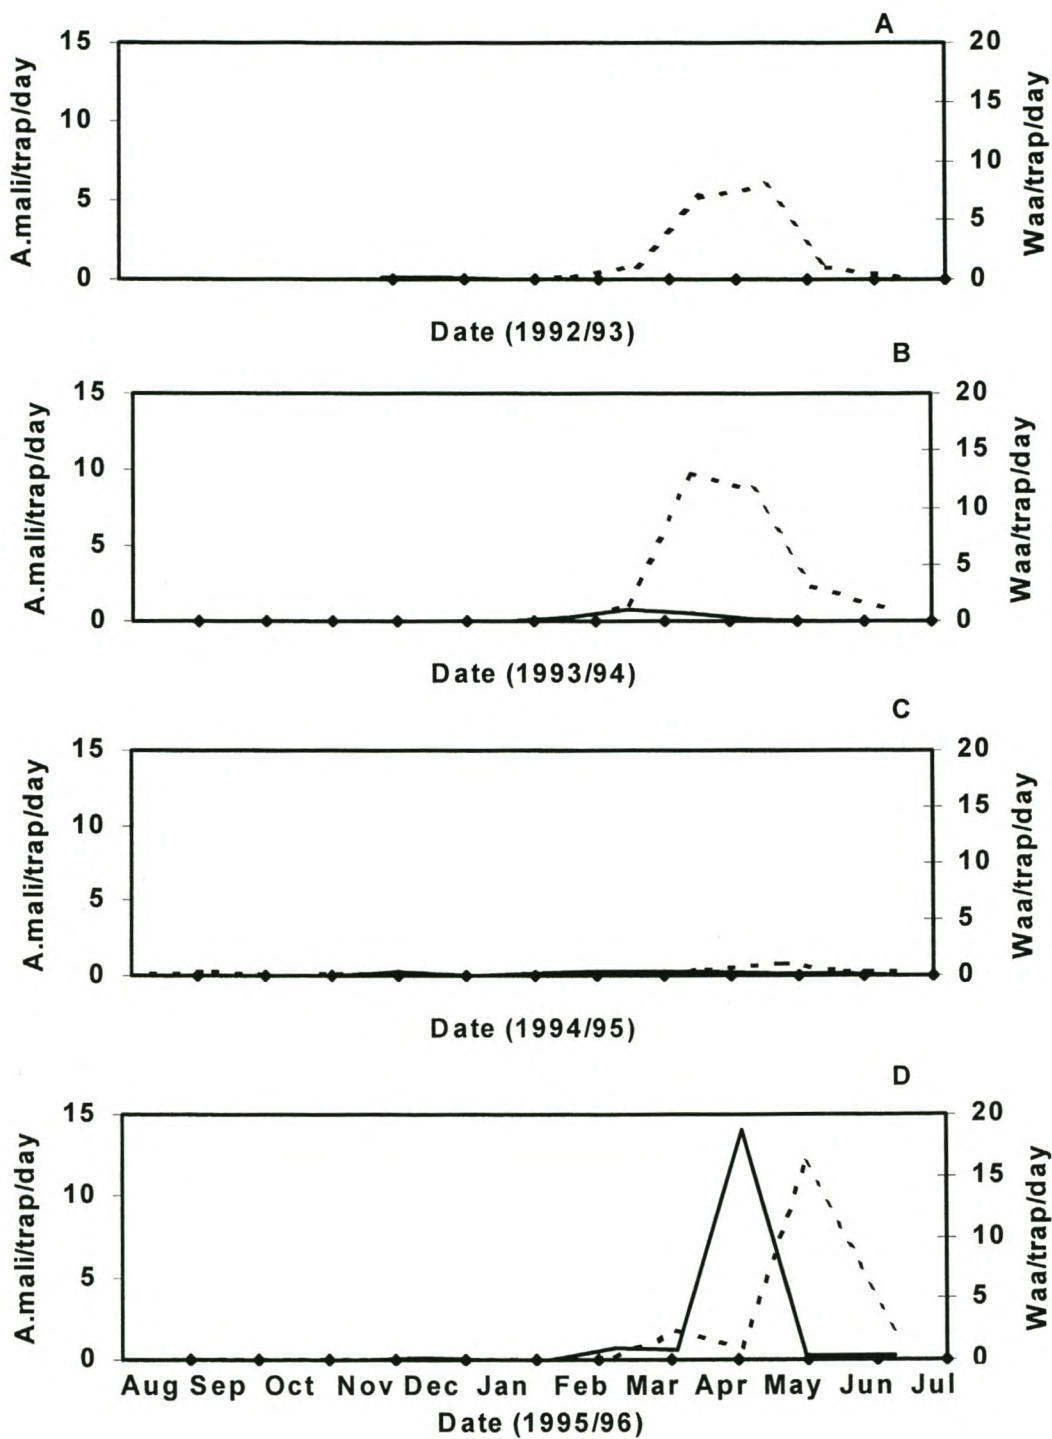 A
15
10
5
0
A.mali/trap/day
20
15
10
5
0
Waa/trap/day
Date (1992/93)
B
15
10
5
0
A.mali/trap/day
20
15
10
5
0
Waa/trap/day
Date (1993/94)
C
15
10
5
0
A.mali/trap/day
20
15
10
5
0
Waa/trap/day
Date (1994/95)
D
15
10
5
0
A.mali/trap/day
20
15
10
5
0
Waa/trap/day
Aug Sep Oct Nov Dec Jan Feb Mar Apr May Jun Jul
Date (1995/96)